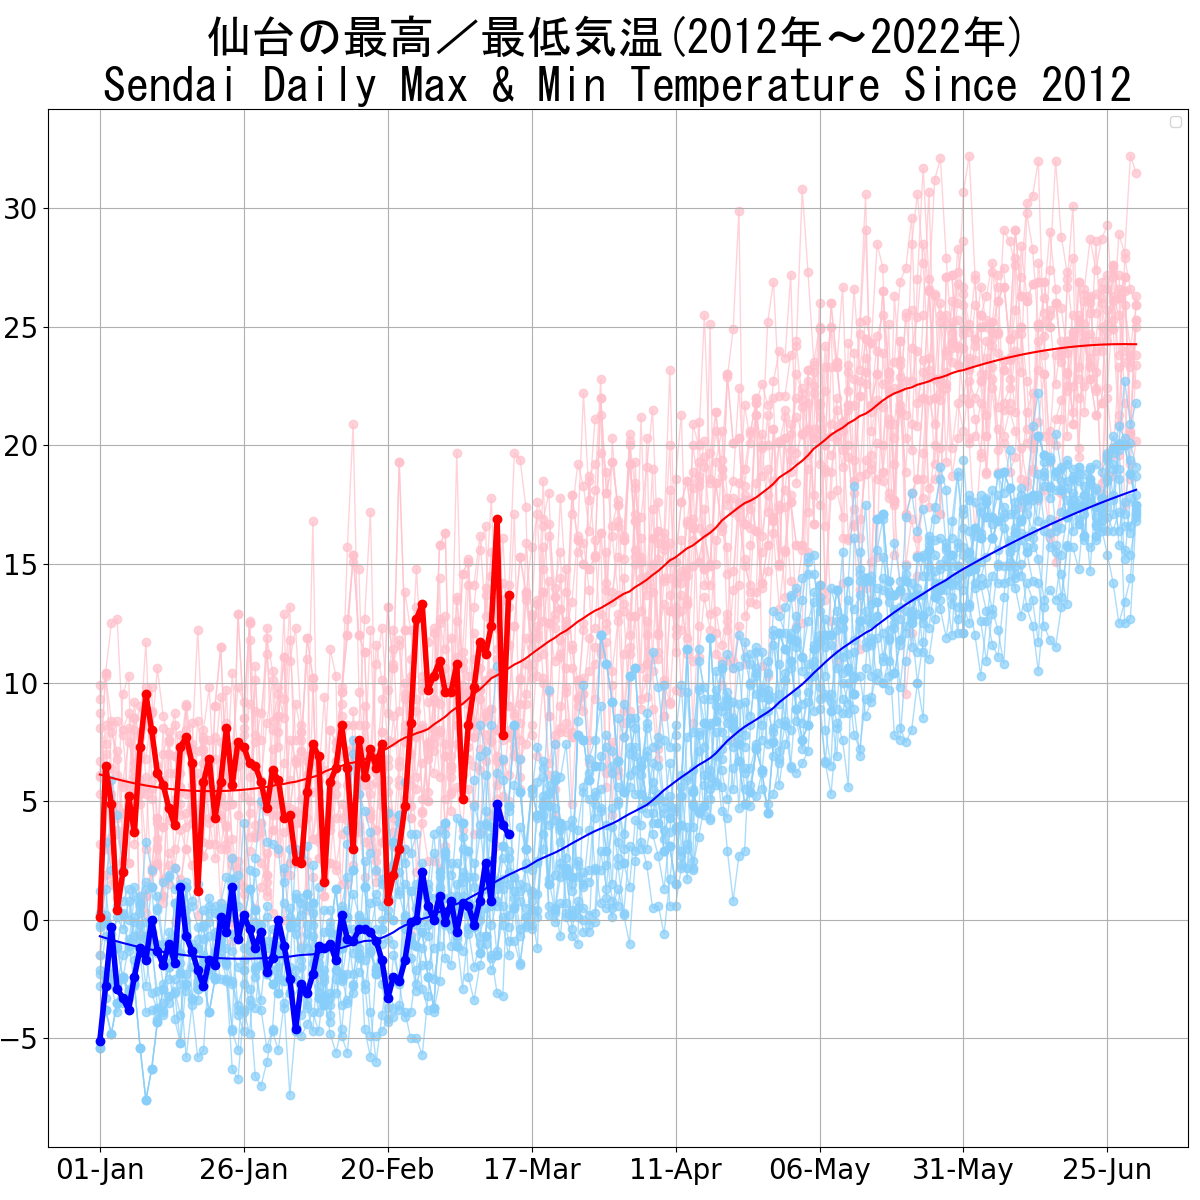 仙台の最高／最低気温(2012年～2022年)
Sendai Daily Max & Min Temperature Since 2012
30
25
20
15
10
5
0
−5
01-Jan 26-Jan 20-Feb 17-Mar 11-Apr 06-May 31-May 25-Jun